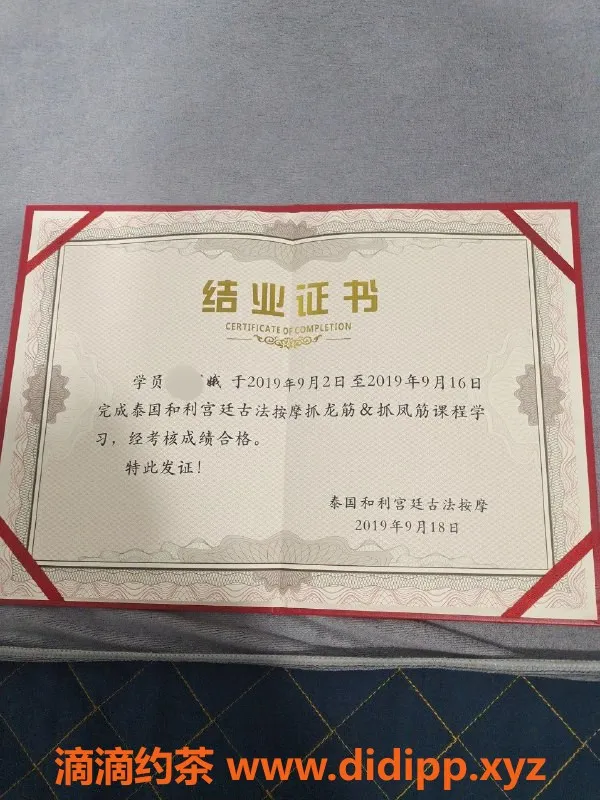 结业证书
CERTIFICATE OF COMPLETION
学员 娥 于2019年9月2日至2019年9月16日
完成泰国和利宫廷古法按摩抓龙筋&抓凤筋课程学
习，经考核成绩合格。
特此发证！
泰国和利宫廷古法按摩
2019年9月18日
滴滴约茶 www.didipp.xyz